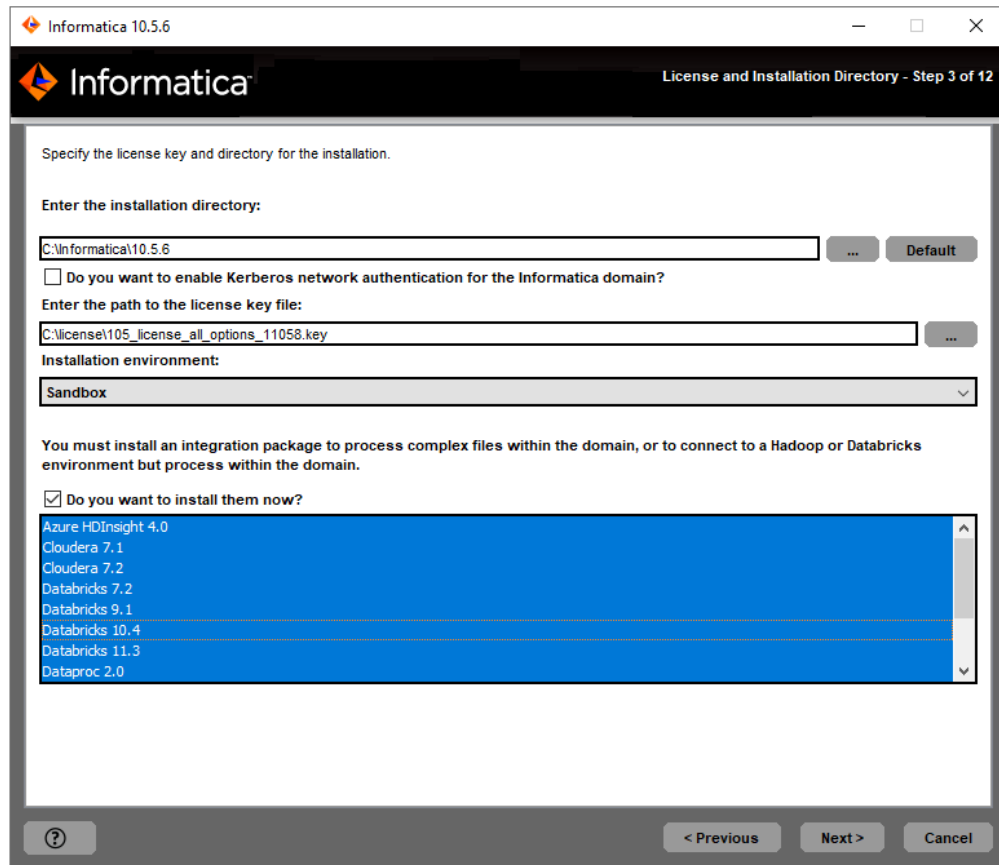 Informatica 10.5.6
Informatica
License and Installation Directory - Step 3 of 12
Specify the license key and directory for the installation.
Enter the installation directory:
C:\Informatica\10.5.6
...
Default
Do you want to enable Kerberos network authentication for the Informatica domain?
Enter the path to the license key file:
C:\license\105_license_all_options_11058.key
...
Installation environment:
Sandbox
You must install an integration package to process complex files within the domain, or to connect to a Hadoop or Databricks
environment but process within the domain.
Do you want to install them now?
Azure HDInsight 4.0
Cloudera 7.1
Cloudera 7.2
Databricks 7.2
Databricks 9.1
Databricks 10.4
Databricks 11.3
Dataproc 2.0
?
< Previous
Next >
Cancel